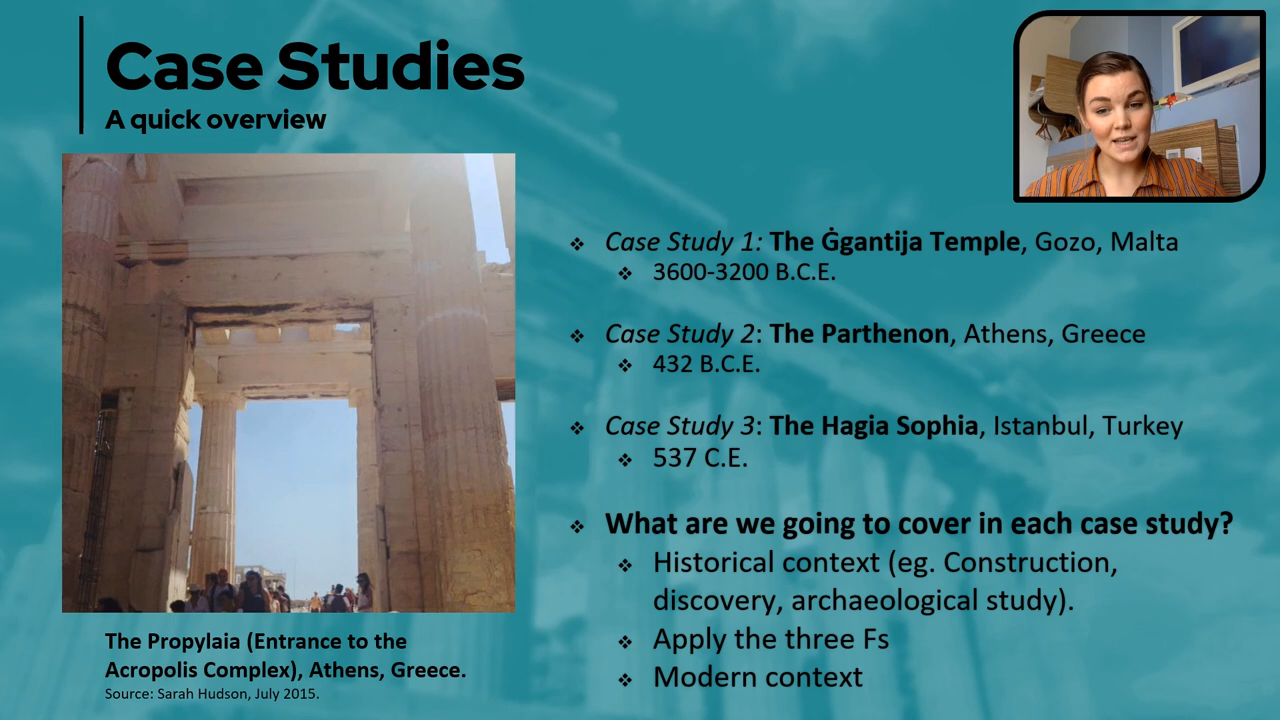 Case Studies
A quick overview
❖ Case Study 1: The Ġgantija Temple, Gozo, Malta
❖ 3600-3200 B.C.E.
❖ Case Study 2: The Parthenon, Athens, Greece
❖ 432 B.C.E.
❖ Case Study 3: The Hagia Sophia, Istanbul, Turkey
❖ 537 C.E.
❖ What are we going to cover in each case study?
❖ Historical context (eg. Construction,
discovery, archaeological study).
❖ Apply the three Fs
❖ Modern context
The Propylaia (Entrance to the
Acropolis Complex), Athens, Greece.
Source: Sarah Hudson, July 2015.